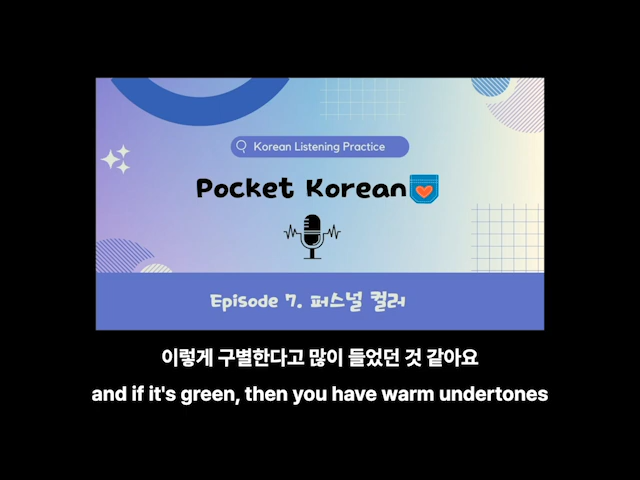 Korean Listening Practice
Pocket Korean
Episode 7. 퍼스널 컬러
이렇게 구별한다고 많이 들었던 것 같아요
and if it's green, then you have warm undertones